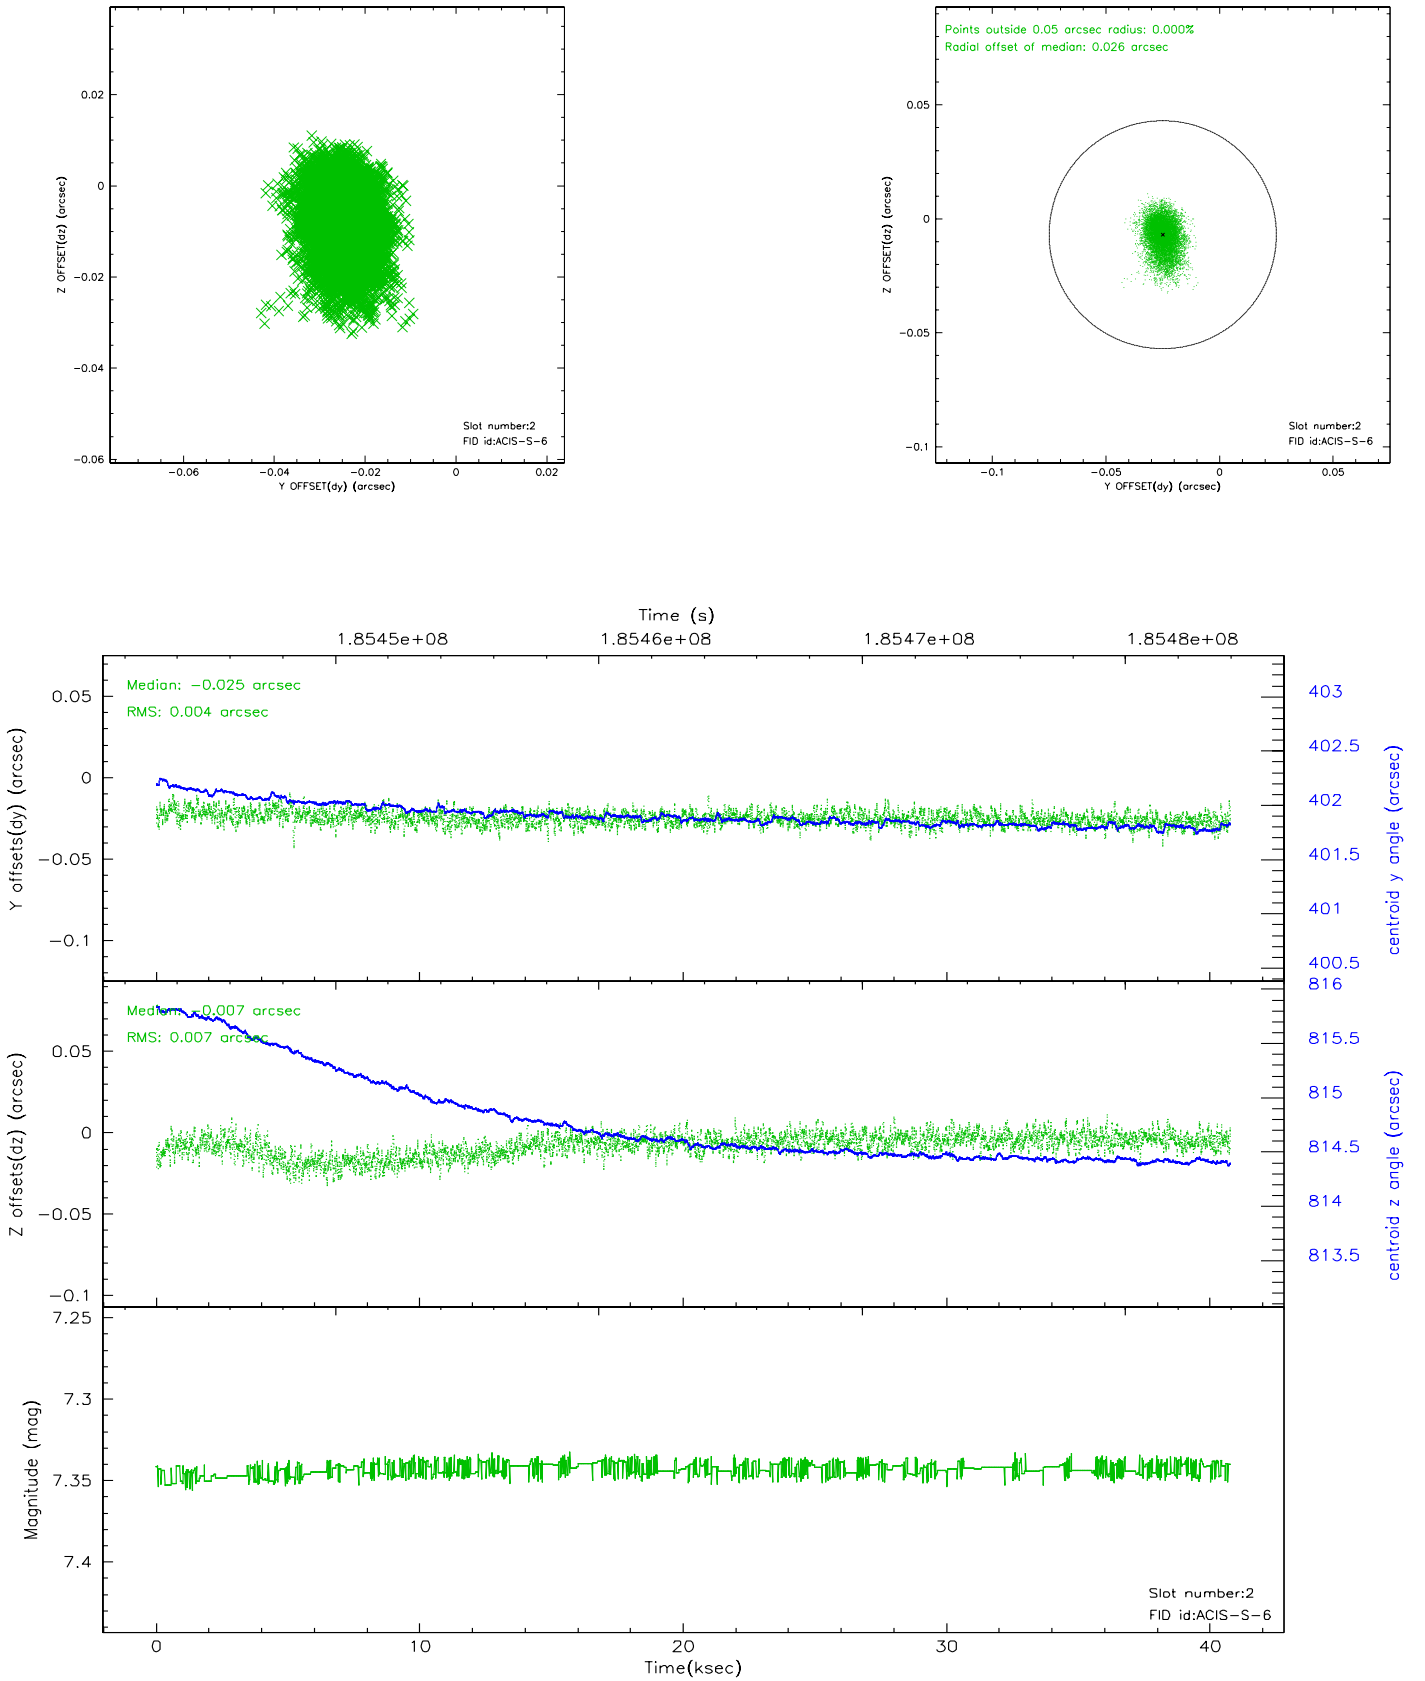 0.02
0
−0.02
−0.04
−0.06
Z OFFSET(dz) (arcsec)
Slot number:2
FID id:ACIS−S−6
−0.06
−0.04
−0.02
0
0.02
Y OFFSET(dy) (arcsec)
Points outside 0.05 arcsec radius: 0.000%
Radial offset of median: 0.026 arcsec
0.05
0
−0.05
−0.1
Z OFFSET(dz) (arcsec)
Slot number:2
FID id:ACIS−S−6
−0.1
−0.05
0
0.05
Y OFFSET(dy) (arcsec)
Time (s)
1.8545e+08
1.8546e+08
1.8547e+08
1.8548e+08
Median: −0.025 arcsec
RMS: 0.004 arcsec
0.05
0
−0.05
−0.1
Y offsets(dy) (arcsec)
403
402.5
402
401.5
401
400.5
centroid y angle (arcsec)
Median: −0.007 arcsec
RMS: 0.007 arcsec
0.05
0
−0.05
−0.1
Z offsets(dz) (arcsec)
816
815.5
815
814.5
814
813.5
centroid z angle (arcsec)
7.25
7.3
7.35
7.4
Magnitude (mag)
Slot number:2
FID id:ACIS−S−6
0
10
20
30
40
Time(ksec)